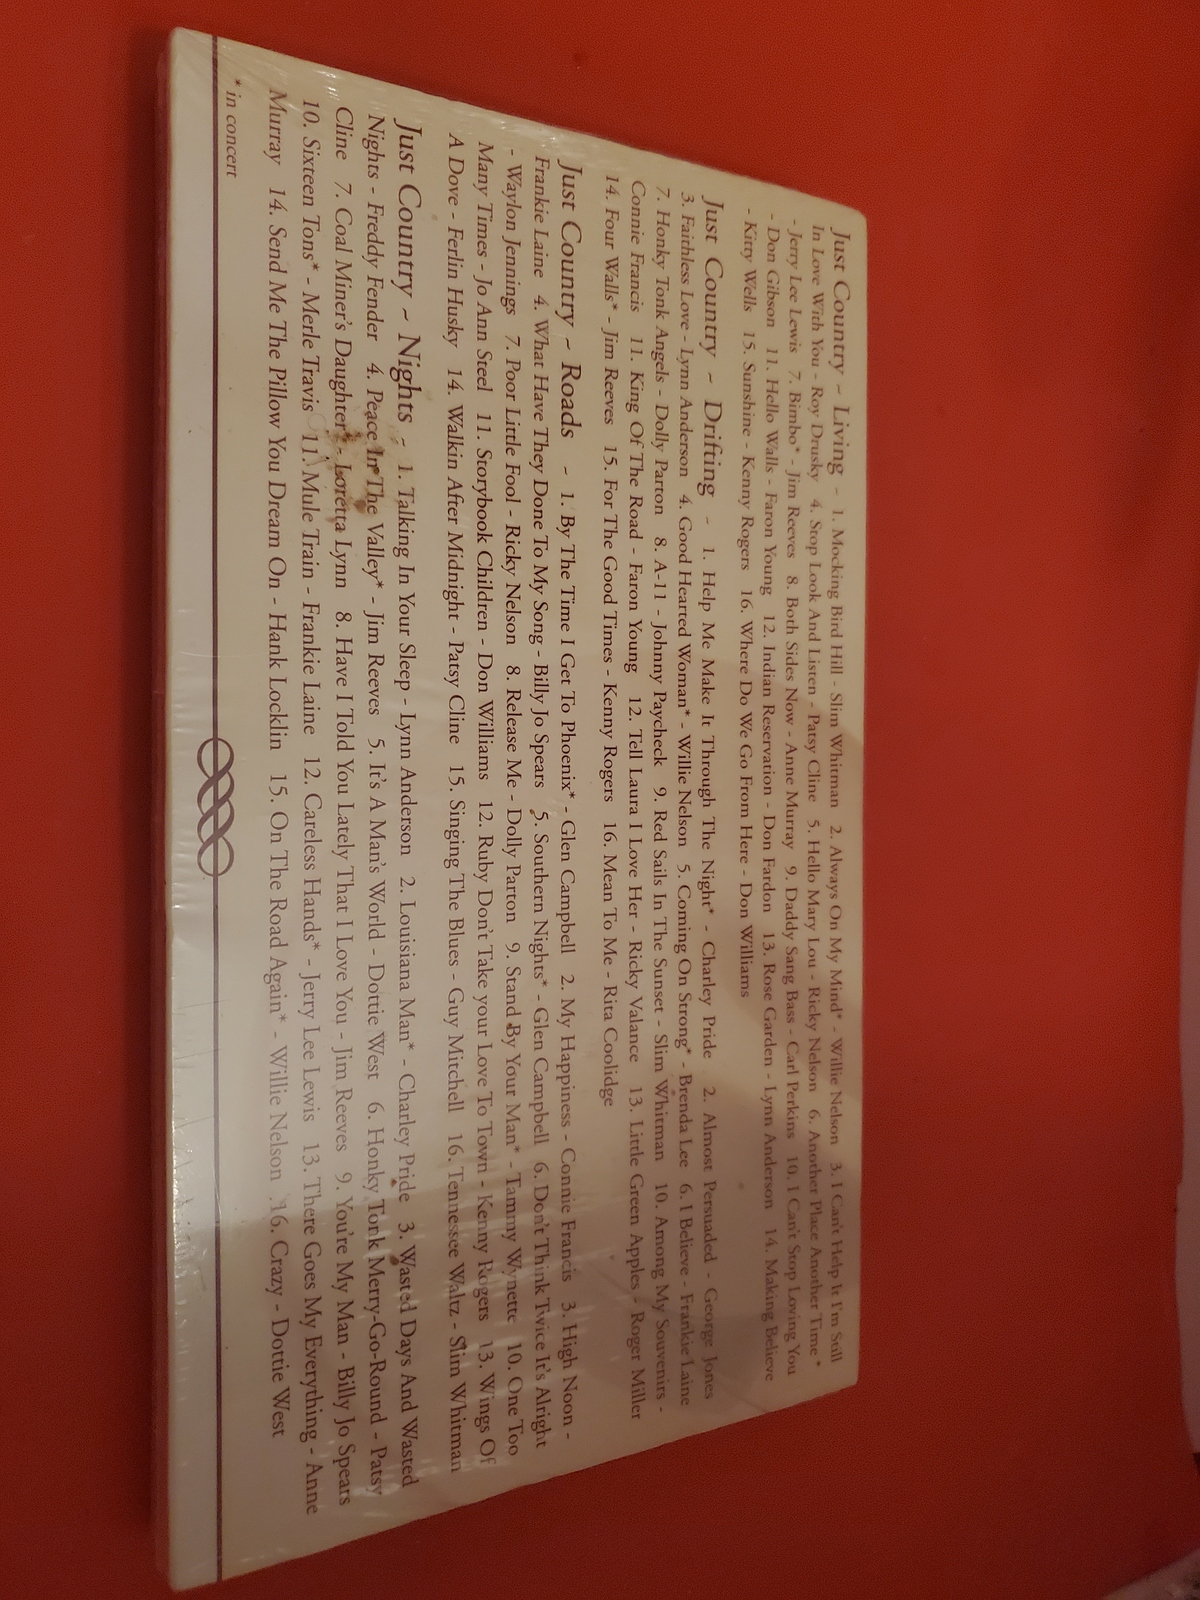 Just Country ~ Living - 1. Mocking Bird Hill - Slim Whitman 2. Always On My Mind* - Willie Nelson 3. I Can't Help It I'm Still
In Love With You - Roy Drusky 4. Stop Look And Listen - Patsy Cline 5. Hello Mary Lou - Ricky Nelson 6. Another Place Another Time *
- Jerry Lee Lewis 7. Bimbo* - Jim Reeves 8. Both Sides Now - Anne Murray 9. Daddy Sang Bass - Carl Perkins 10. I Can't Stop Loving You
- Don Gibson 11. Hello Walls - Faron Young 12. Indian Reservation - Don Fardon 13. Rose Garden - Lynn Anderson 14. Making Believe
- Kitty Wells 15. Sunshine - Kenny Rogers 16. Where Do We Go From Here - Don Williams
Just Country ~ Drifting - 1. Help Me Make It Through The Night* - Charley Pride 2. Almost Persuaded - George Jones
3. Faithless Love - Lynn Anderson 4. Good Hearted Woman* - Willie Nelson 5. Coming On Strong* - Brenda Lee 6. I Believe - Frankie Laine
7. Honky Tonk Angels - Dolly Parton 8. A-11 - Johnny Paycheck 9. Red Sails In The Sunset - Slim Whitman 10. Among My Souvenirs -
Connie Francis 11. King Of The Road - Faron Young 12. Tell Laura I Love Her - Ricky Valance 13. Little Green Apples - Roger Miller
14. Four Walls* - Jim Reeves 15. For The Good Times - Kenny Rogers 16. Mean To Me - Rita Coolidge
Just Country ~ Roads - 1. By The Time I Get To Phoenix* - Glen Campbell 2. My Happiness - Connie Francis 3. High Noon -
Frankie Laine 4. What Have They Done To My Song - Billy Jo Spears 5. Southern Nights* - Glen Campbell 6. Don't Think Twice It's Alright
- Waylon Jennings 7. Poor Little Fool - Ricky Nelson 8. Release Me - Dolly Parton 9. Stand By Your Man* - Tammy Wynette 10. One Too
Many Times - Jo Ann Steel 11. Storybook Children - Don Williams 12. Ruby Don't Take your Love To Town - Kenny Rogers 13. Wings Of
A Dove - Ferlin Husky 14. Walkin After Midnight - Patsy Cline 15. Singing The Blues - Guy Mitchell 16. Tennessee Waltz - Slim Whitman
Just Country ~ Nights - 1. Talking In Your Sleep - Lynn Anderson 2. Louisiana Man* - Charley Pride 3. Wasted Days And Wasted
Nights - Freddy Fender 4. Peace In The Valley* - Jim Reeves 5. It's A Man's World - Dottie West 6. Honky Tonk Merry-Go-Round - Patsy
Cline 7. Coal Miner's Daughter* - Loretta Lynn 8. Have I Told You Lately That I Love You - Jim Reeves 9. You're My Man - Billy Jo Spears
10. Sixteen Tons* - Merle Travis 11. Mule Train - Frankie Laine 12. Careless Hands* - Jerry Lee Lewis 13. There Goes My Everything - Anne
Murray 14. Send Me The Pillow You Dream On - Hank Locklin 15. On The Road Again* - Willie Nelson 16. Crazy - Dottie West
* in concert